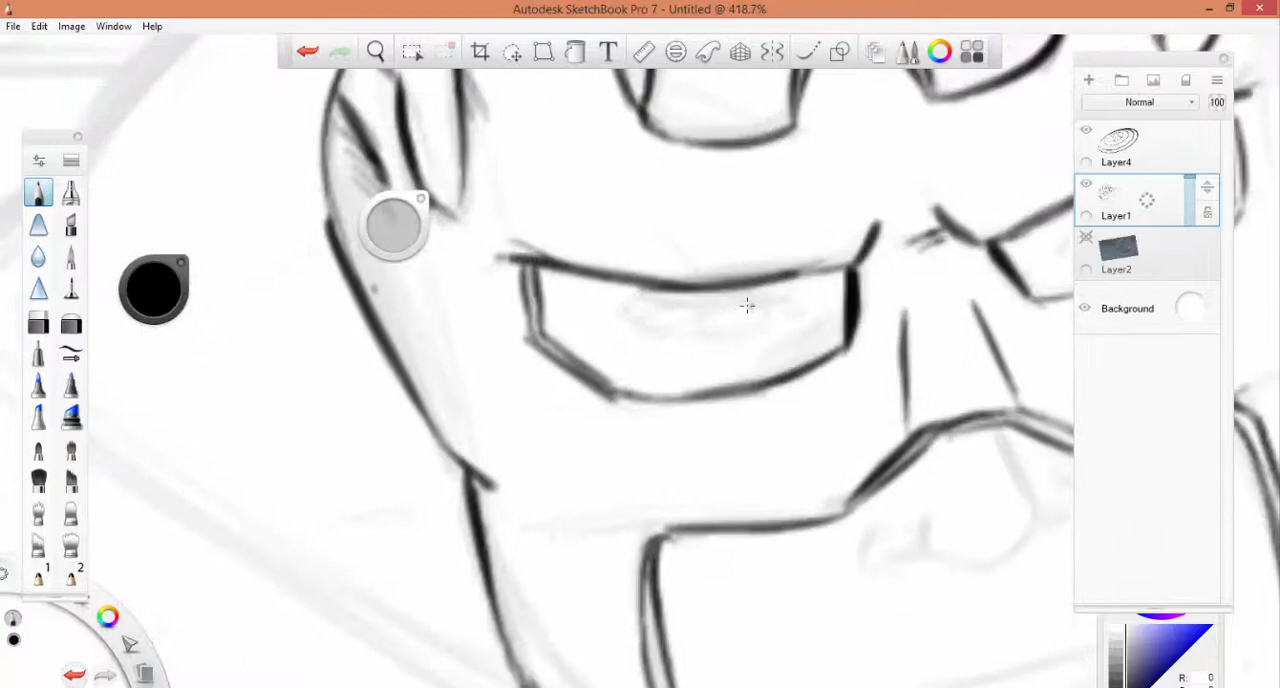 Autodesk SketchBook Pro 7 - Untitled @ 418.7%
File Edit Image Window Help
T
Normal 100
Layer4
Layer1
Layer2
Background
1 2
R: 0